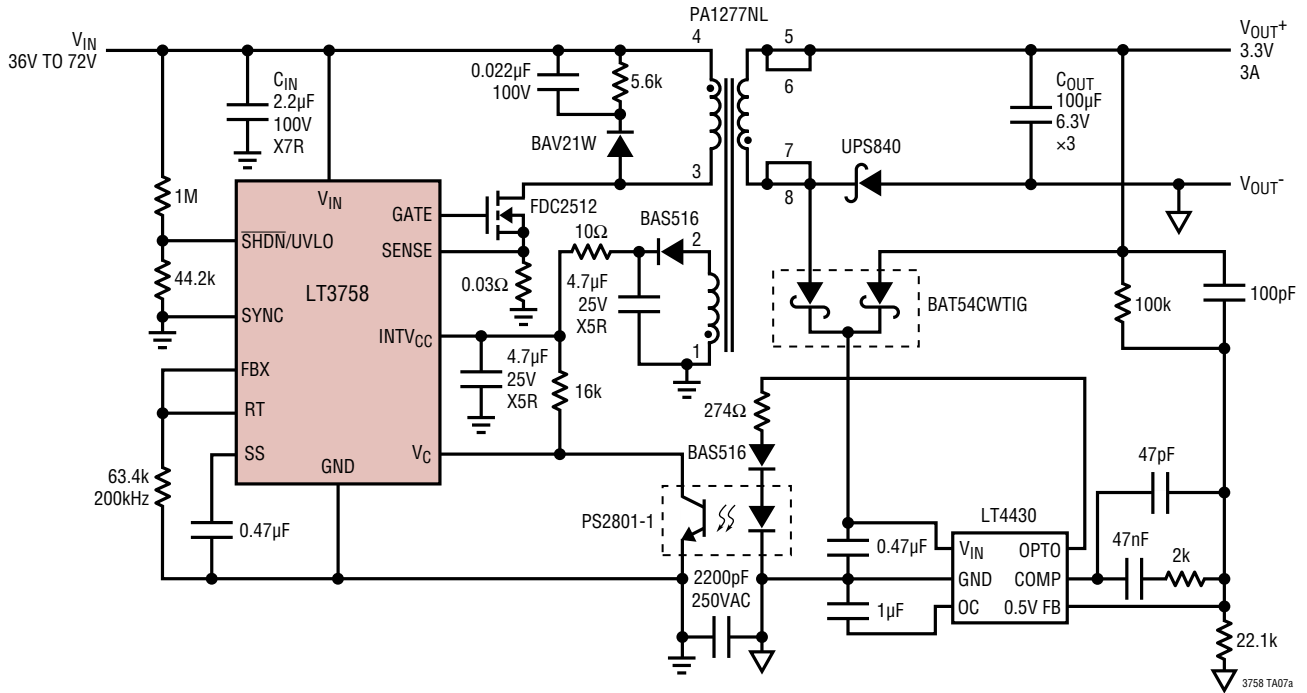 PA1277NL
VIN
36V TO 72V
CIN
2.2µF
100V
X7R
0.022µF
100V
5.6k
BAV21W
4
3
5
6
7
8
UPS840
COUT
100µF
6.3V
×3
VOUT+
3.3V
3A
VOUT-
1M
44.2k
VIN
SHDN/UVLO
SYNC
LT3758
GATE
SENSE
INTVCC
FBX
RT
SS
GND
VC
FDC2512
0.03Ω
10Ω
BAS516
2
1
4.7µF
25V
X5R
4.7µF
25V
X5R
16k
BAT54CWTIG
100k
100pF
63.4k
200kHz
0.47µF
274Ω
BAS516
PS2801-1
2200pF
250VAC
0.47µF
1µF
LT4430
VIN
GND
OC
OPTO
COMP
0.5V FB
47pF
47nF
2k
22.1k
3758 TA07a